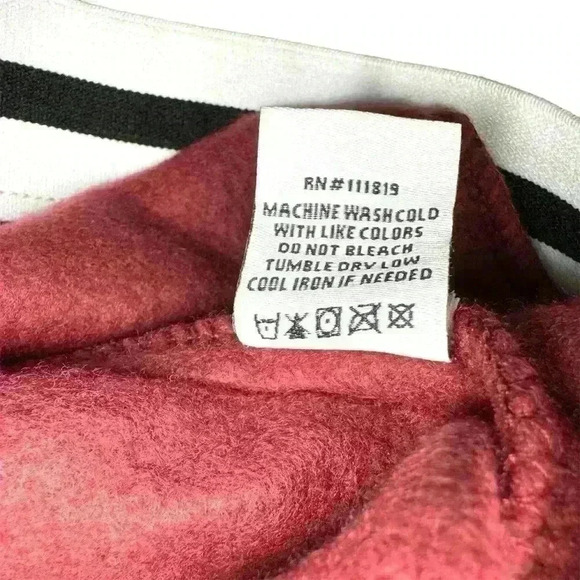 RN#111819
MACHINE WASH COLD
WITH LIKE COLORS
DO NOT BLEACH
TUMBLE DRY LOW
COOL IRON IF NEEDED